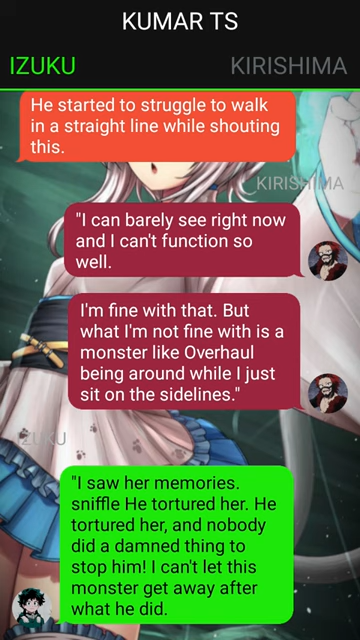 KUMAR TS
IZUKU
KIRISHIMA
He started to struggle to walk
in a straight line while shouting
this.
KIRISHIMA
"I can barely see right now
and I can't function so
well.
I'm fine with that. But
what I'm not fine with is a
monster like Overhaul
being around while I just
sit on the sidelines."
IZUKU
"I saw her memories.
sniffle He tortured her. He
tortured her, and nobody
did a damned thing to
stop him! I can't let this
monster get away after
what he did.